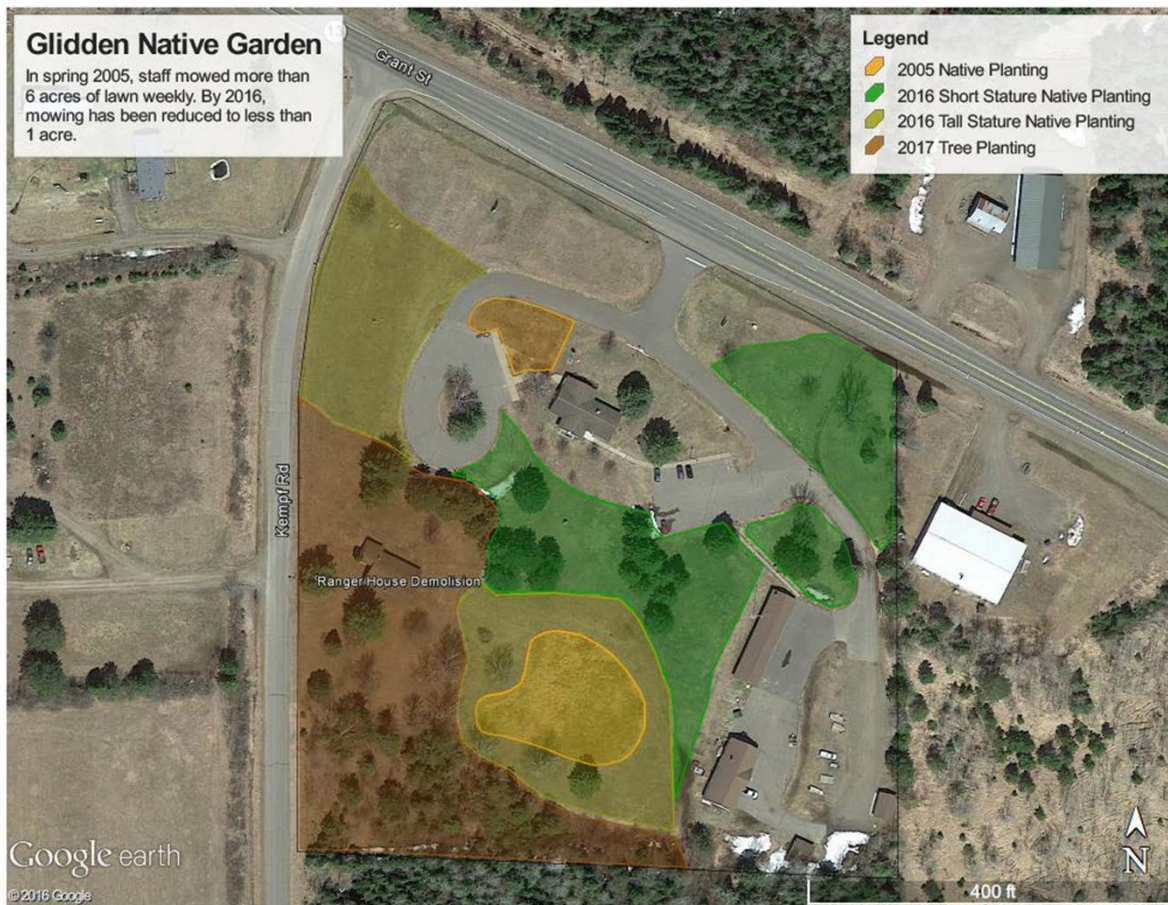 Glidden Native Garden
In spring 2005, staff mowed more than
6 acres of lawn weekly. By 2016,
mowing has been reduced to less than
1 acre.
13
Grant St
Legend
2005 Native Planting
2016 Short Stature Native Planting
2016 Tall Stature Native Planting
2017 Tree Planting
Kempf Rd
Ranger House Demolision
Google earth
© 2016 Google
N
400 ft